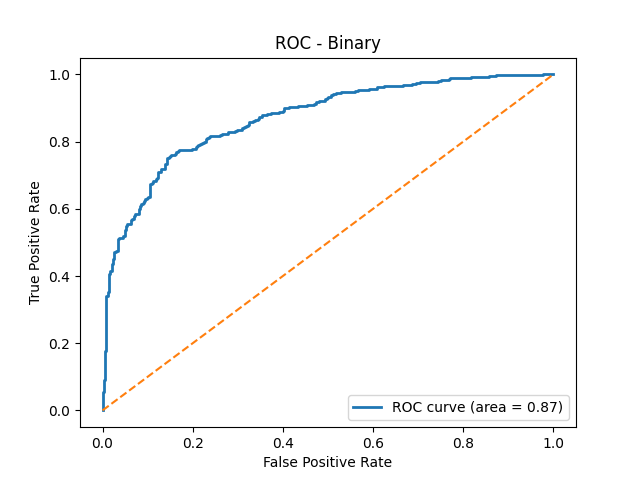 ROC - Binary
1.0
0.8
0.6
0.4
0.2
0.0
True Positive Rate
ROC curve (area = 0.87)
0.0 0.2 0.4 0.6 0.8 1.0
False Positive Rate